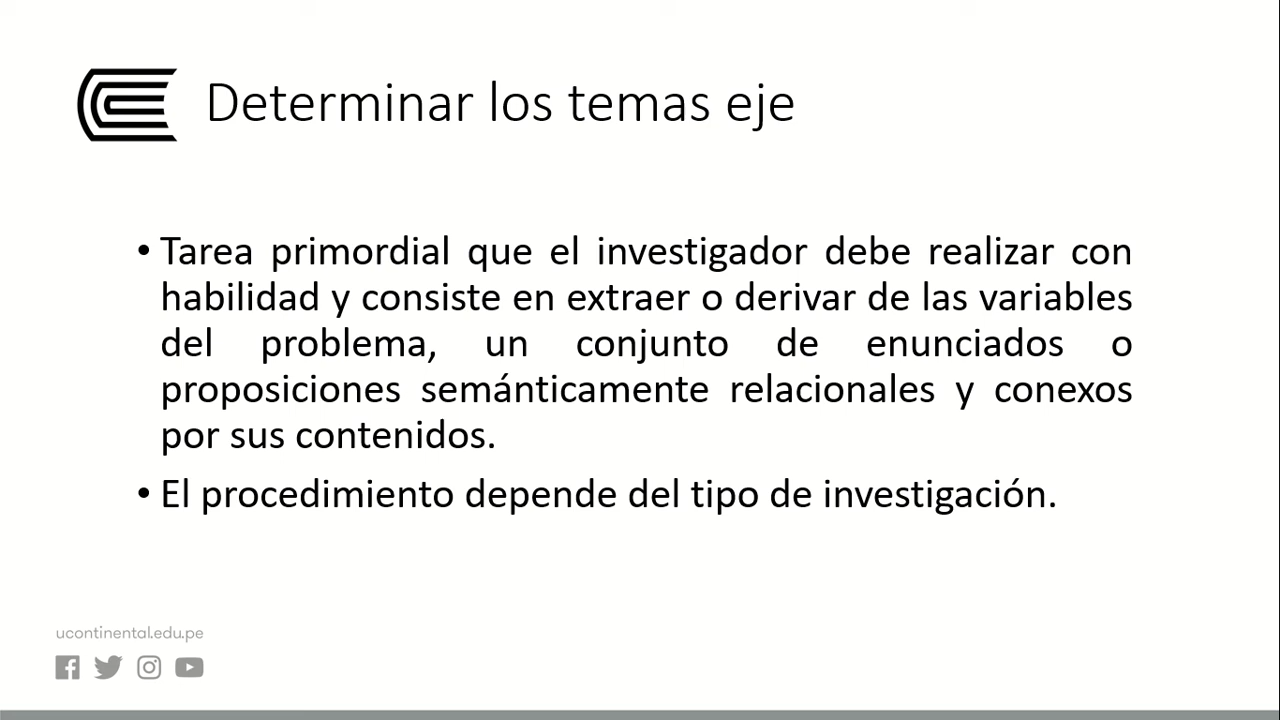 Determinar los temas eje
• Tarea primordial que el investigador debe realizar con
habilidad y consiste en extraer o derivar de las variables
del problema, un conjunto de enunciados o
proposiciones semánticamente relacionales y conexos
por sus contenidos.
• El procedimiento depende del tipo de investigación.
ucontinental.edu.pe